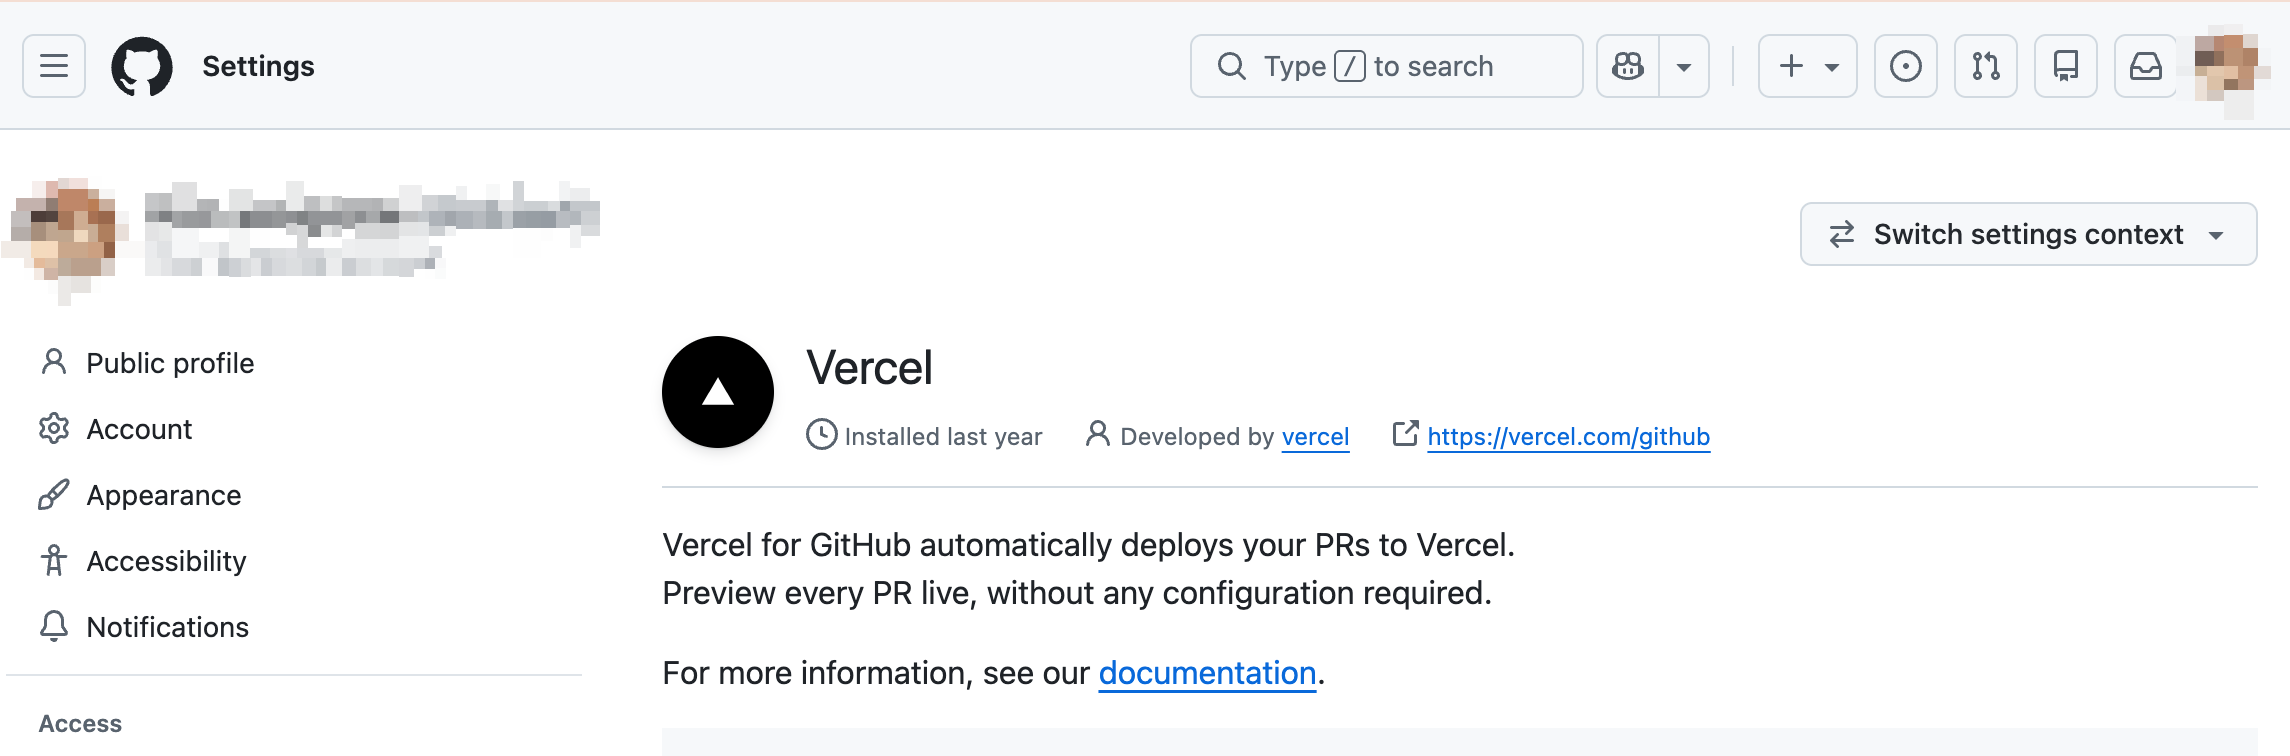 Settings
Type / to search
Switch settings context
Public profile
Account
Appearance
Accessibility
Notifications
Access
Vercel
Installed last year Developed by vercel https://vercel.com/github
Vercel for GitHub automatically deploys your PRs to Vercel.
Preview every PR live, without any configuration required.
For more information, see our documentation.